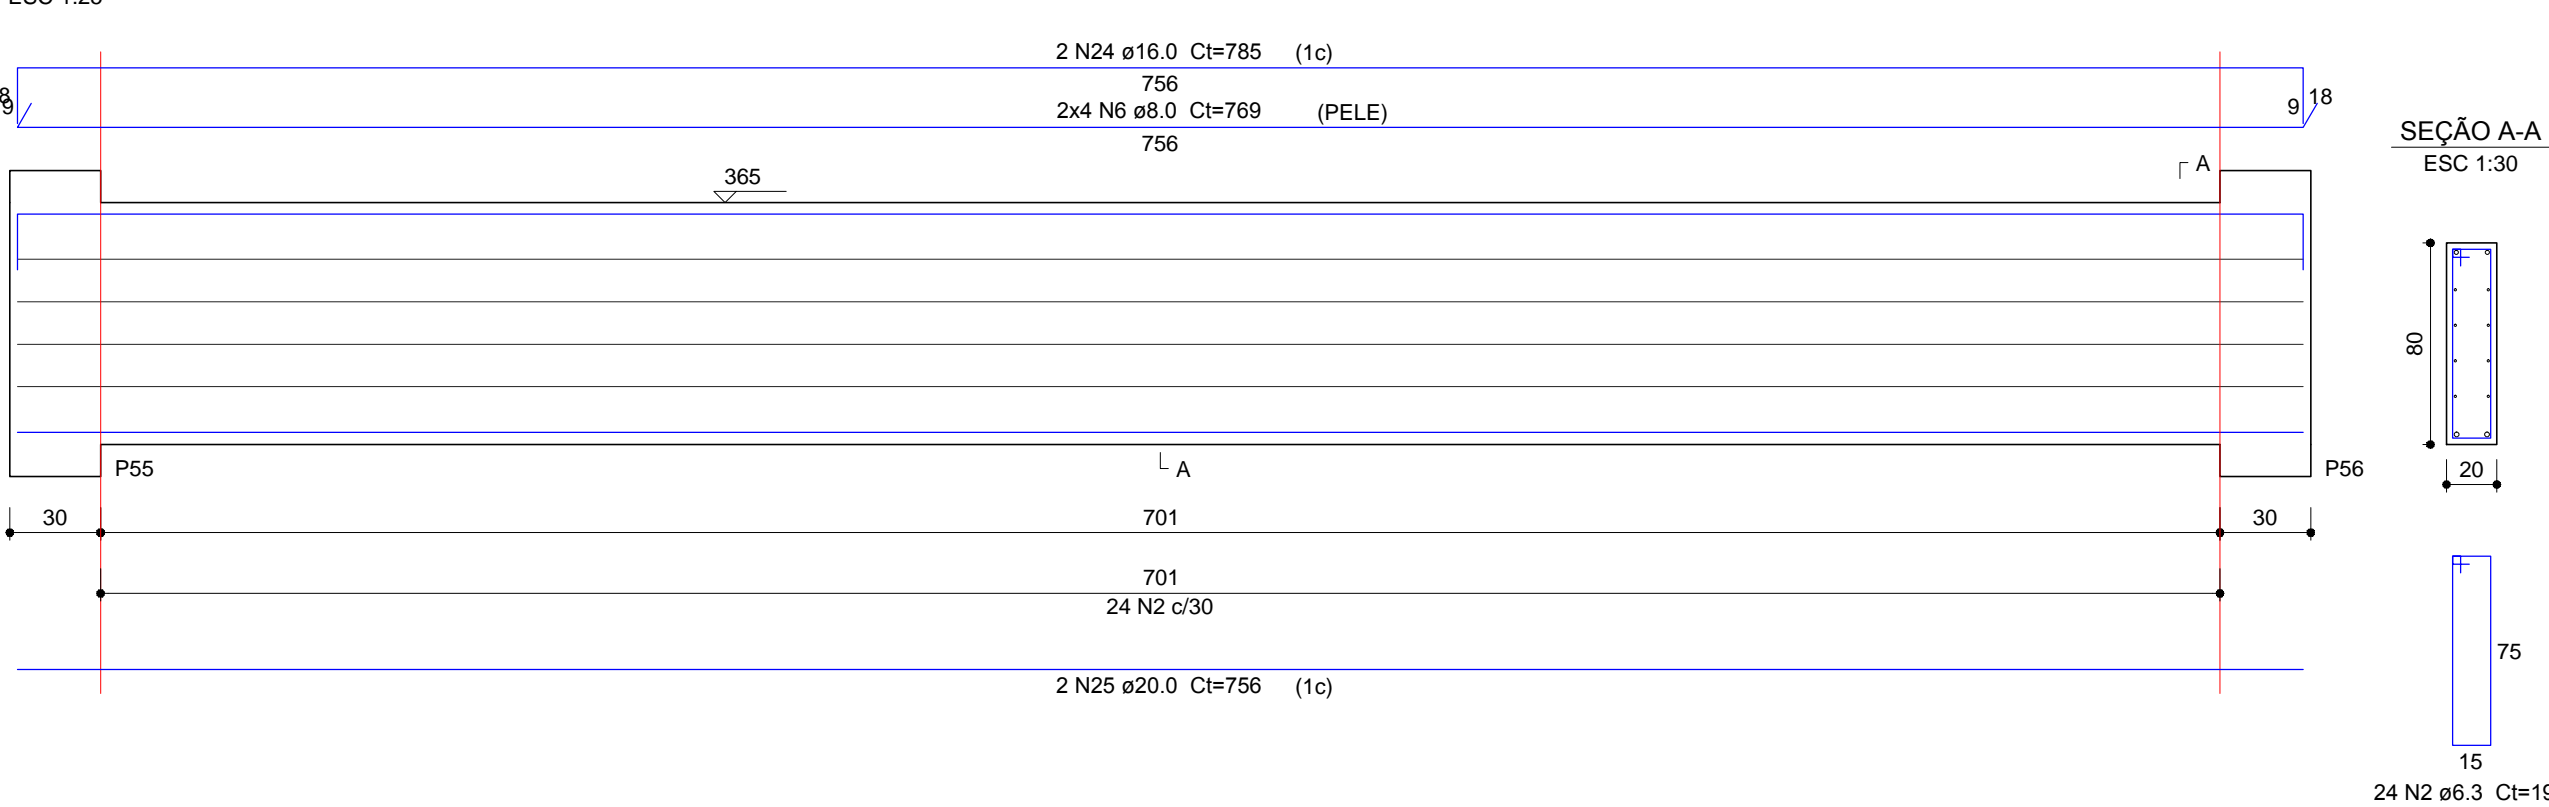 2 N24 ø16.0 Ct=785 (1c)
756
2x4 N6 ø8.0 Ct=769 (PELE)
9
9
18
756
SEÇÃO A-A
ESC 1:30
A
365
80
20
P55
A
P56
30
701
30
701
24 N2 c/30
75
2 N25 ø20.0 Ct=756 (1c)
15
24 N2 ø6.3